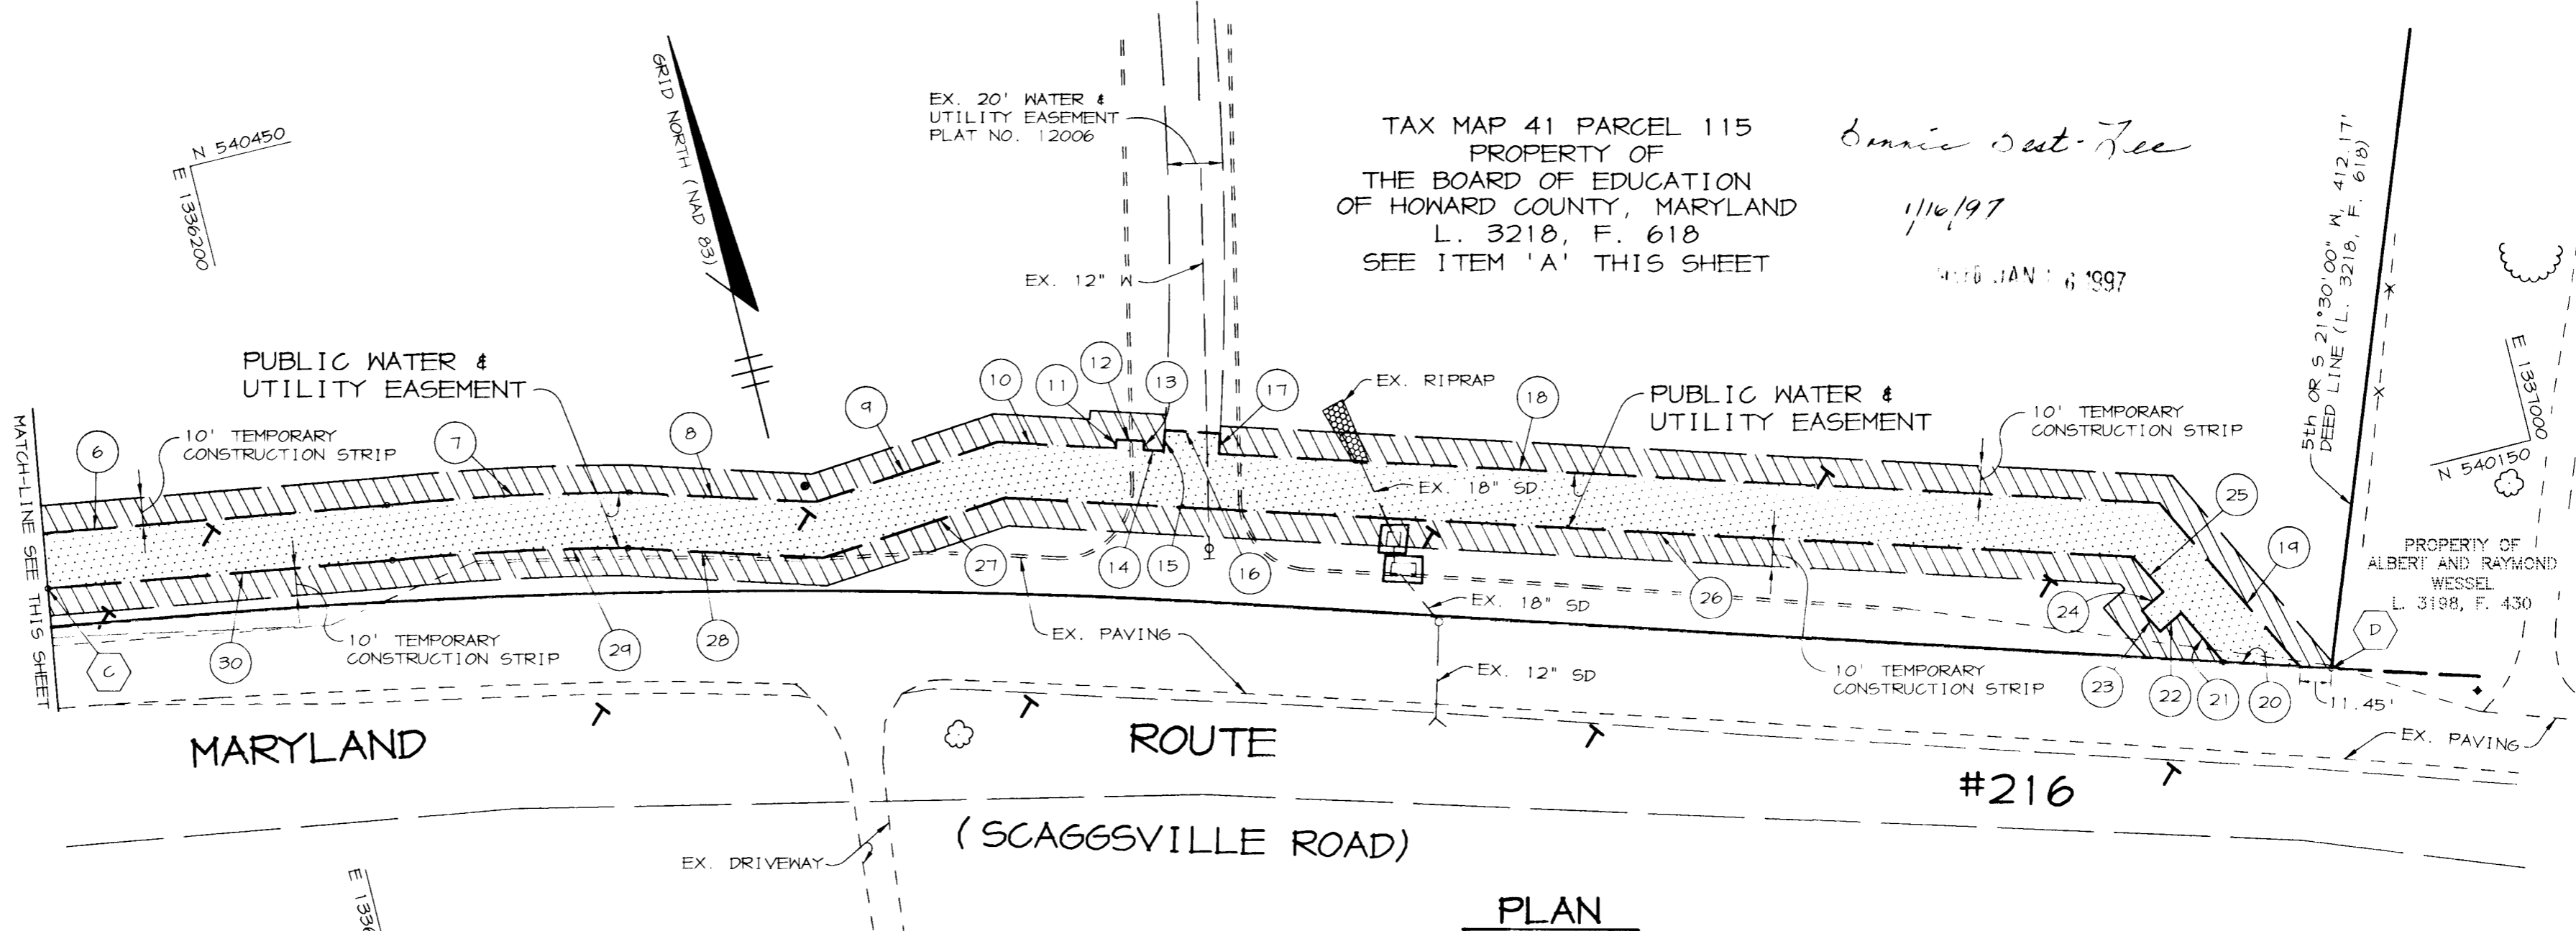 GRID NORTH (NAD 83)
N 540450
E 1336200
EX. 20' WATER &
UTILITY EASEMENT
PLAT NO. 12006
EX. 12" W
TAX MAP 41 PARCEL 115
PROPERTY OF
THE BOARD OF EDUCATION
OF HOWARD COUNTY, MARYLAND
L. 3218, F. 618
SEE ITEM 'A' THIS SHEET
1/16/97
JAN 1 6 1997
5th OR S 21°30'00" W, 412.17'
DEED LINE (L. 3218, F. 618)
E 1337000
N 540150
PUBLIC WATER &
UTILITY EASEMENT
MATCH-LINE SEE THIS SHEET
6
10' TEMPORARY
CONSTRUCTION STRIP
7
8
9
10
11
12
13
17
EX. RIPRAP
18
PUBLIC WATER &
UTILITY EASEMENT
10' TEMPORARY
CONSTRUCTION STRIP
EX. 18" SD
25
19
PROPERTY OF
ALBERT AND RAYMOND
WESSEL
L. 3198, F. 430
C
30
10' TEMPORARY
CONSTRUCTION STRIP
29
28
27
14
15
16
EX. PAVING
EX. 18" SD
26
24
D
EX. 12" SD
10' TEMPORARY
CONSTRUCTION STRIP
23
22
21
20
11.45'
EX. PAVING
MARYLAND
ROUTE
#216
(SCAGGSVILLE ROAD)
EX. DRIVEWAY
PLAN